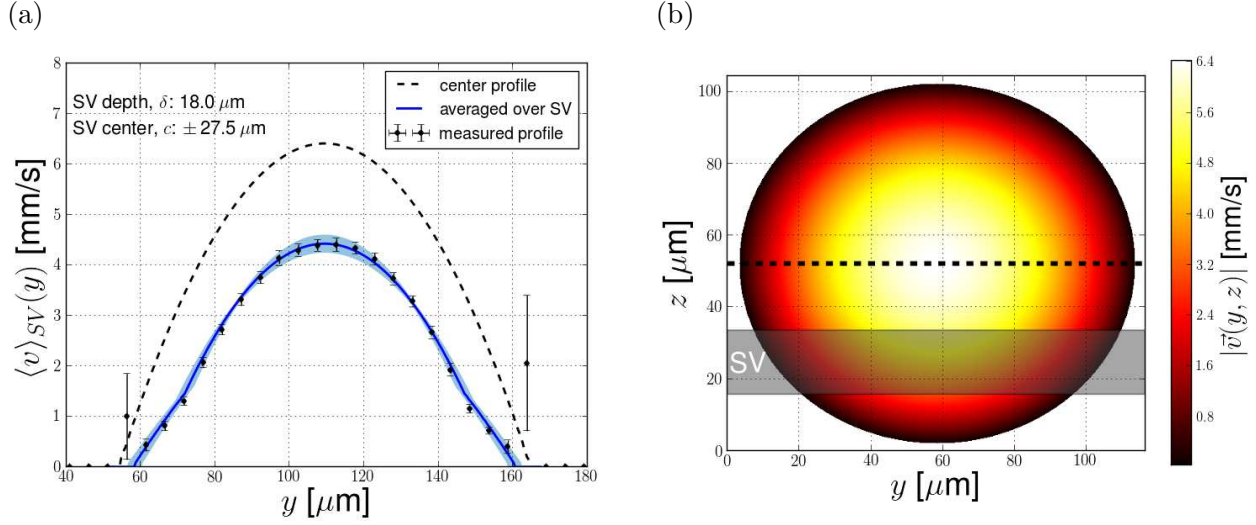 (a)
8
7
6
5
4
3
2
1
0
⟨v⟩SV(y) [mm/s]
SV depth, δ: 18.0 μm
SV center, c: ± 27.5 μm
center profile
averaged over SV
measured profile
40 60 80 100 120 140 160 180
y [μm]
(b)
100
80
60
40
20
0
z [μm]
SV
0 20 40 60 80 100
y [μm]
6.4
5.6
4.8
4.0
3.2
2.4
1.6
0.8
|v⃗(y, z)| [mm/s]